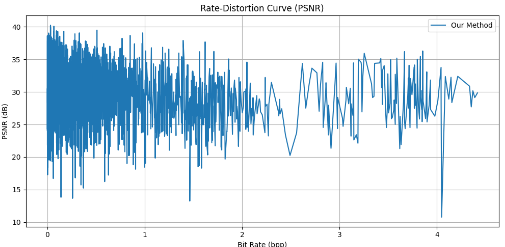 Rate-Distortion Curve (PSNR)
Our Method
PSNR (dB)
40
35
30
25
20
15
10
0 1 2 3 4
Bit Rate (bpp)